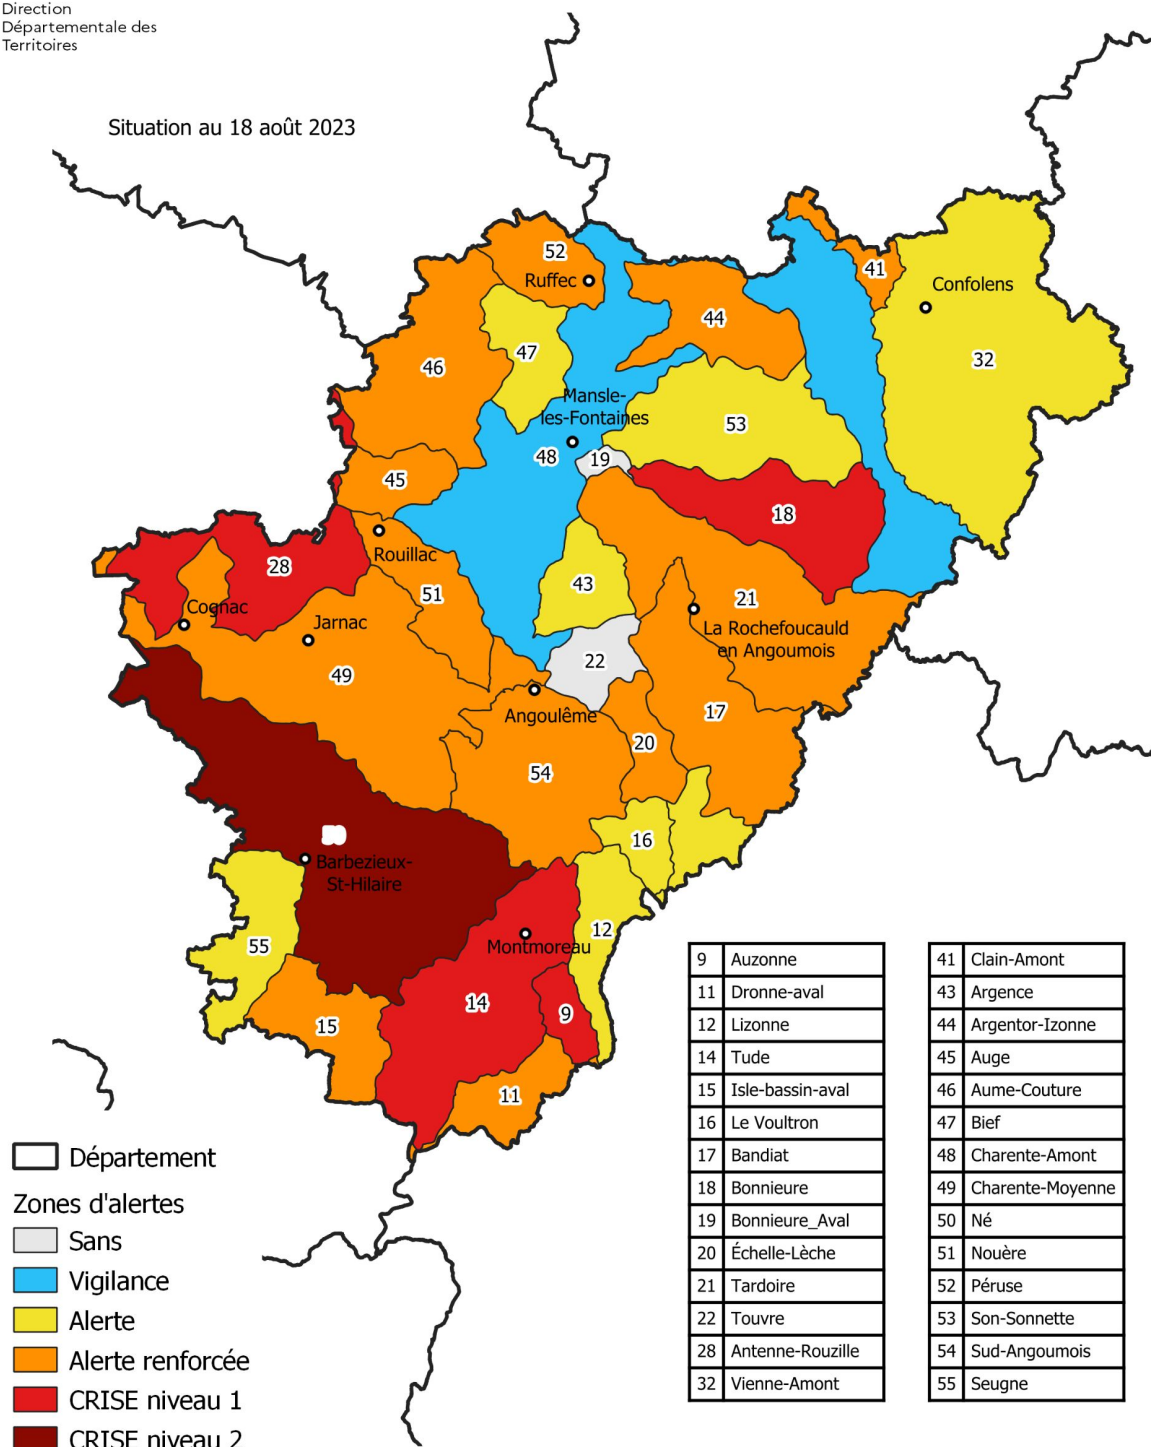 Direction
Départementale des
Territoires
Situation au 18 août 2023
52
Ruffec
41
Confolens
44
47
46
32
Mansle-
les-Fontaines
53
48
19
45
18
Rouillac
28
43
51
21
Cognac
Jarnac
La Rochefoucauld
en Angoumois
22
49
Angoulême
17
20
54
16
Barbezieux-
St-Hilaire
12
55
Montmoreau
14
9
15
11
9 Auzonne
11 Dronne-aval
12 Lizonne
14 Tude
15 Isle-bassin-aval
16 Le Voultron
17 Bandiat
18 Bonnieure
19 Bonnieure_Aval
20 Échelle-Lèche
21 Tardoire
22 Touvre
28 Antenne-Rouzille
32 Vienne-Amont
41 Clain-Amont
43 Argence
44 Argentor-Izonne
45 Auge
46 Aume-Couture
47 Bief
48 Charente-Amont
49 Charente-Moyenne
50 Né
51 Nouère
52 Péruse
53 Son-Sonnette
54 Sud-Angoumois
55 Seugne
Département
Zones d'alertes
Sans
Vigilance
Alerte
Alerte renforcée
CRISE niveau 1
CRISE niveau 2